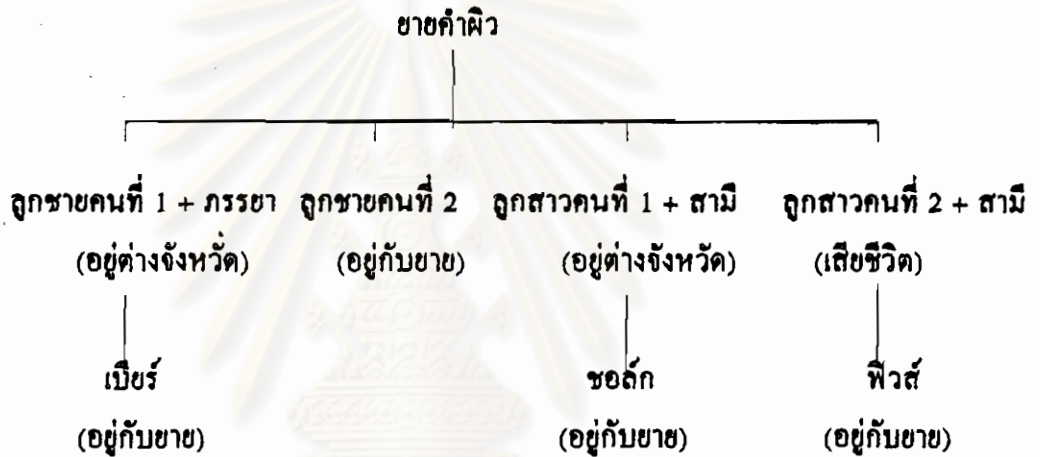 ยายคำผิว
ลูกชายคนที่ 1 + ภรรยา ลูกชายคนที่ 2 ลูกสาวคนที่ 1 + สามี ลูกสาวคนที่ 2 + สามี
(อยู่ต่างจังหวัด) (อยู่กับยาย) (อยู่ต่างจังหวัด) (เสียชีวิต)
เบียร์ ชอล์ก ฟิวส์
(อยู่กับยาย) (อยู่กับยาย) (อยู่กับยาย)